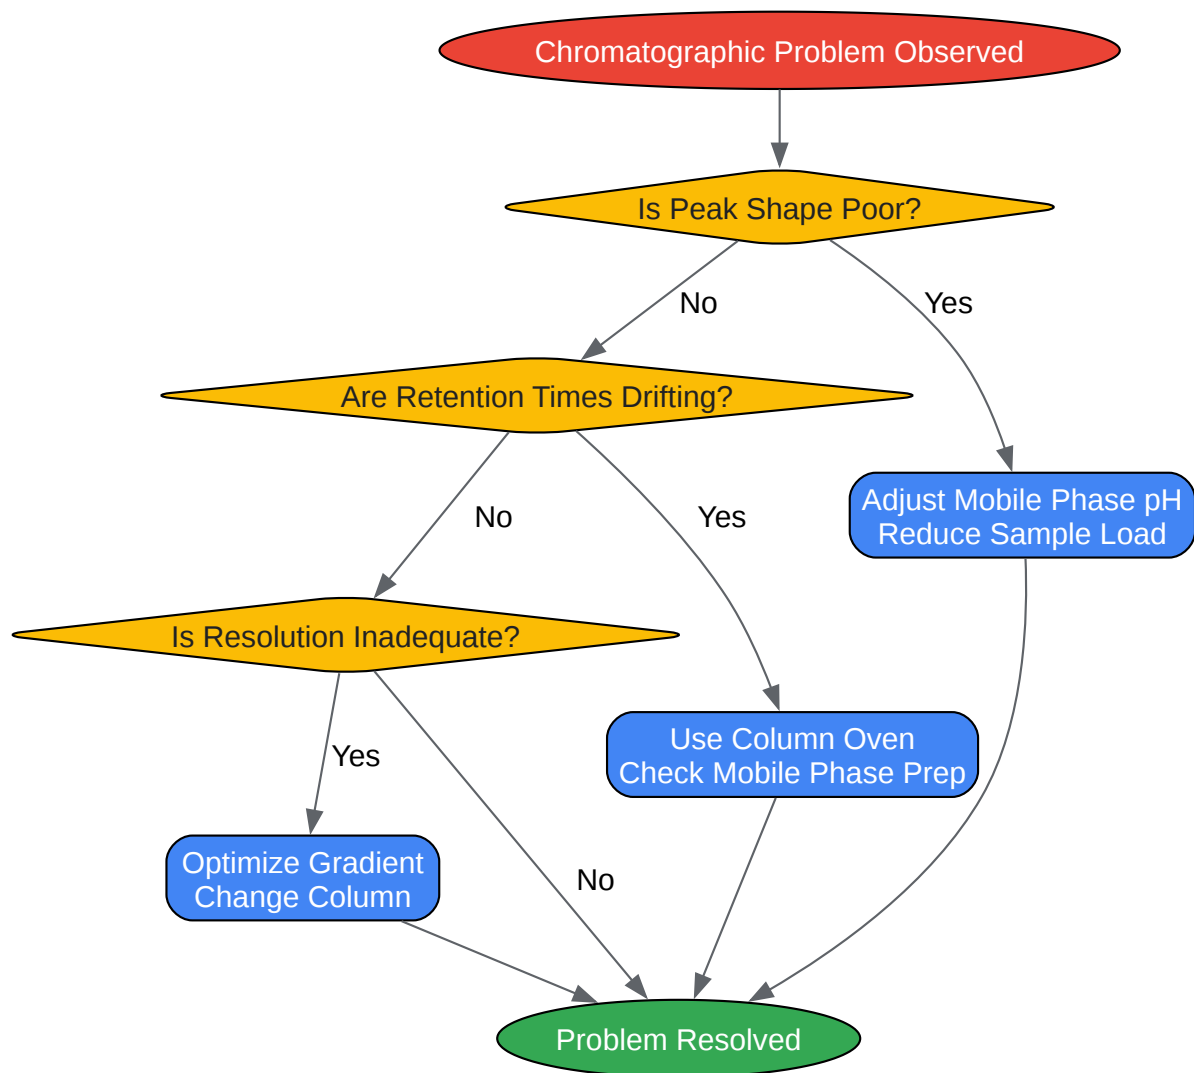 Chromatographic Problem Observed
Is Peak Shape Poor?
No
Yes
Are Retention Times Drifting?
No
Yes
Adjust Mobile Phase pH
Reduce Sample Load
Is Resolution Inadequate?
Yes
No
Use Column Oven
Check Mobile Phase Prep
Optimize Gradient
Change Column
Problem Resolved